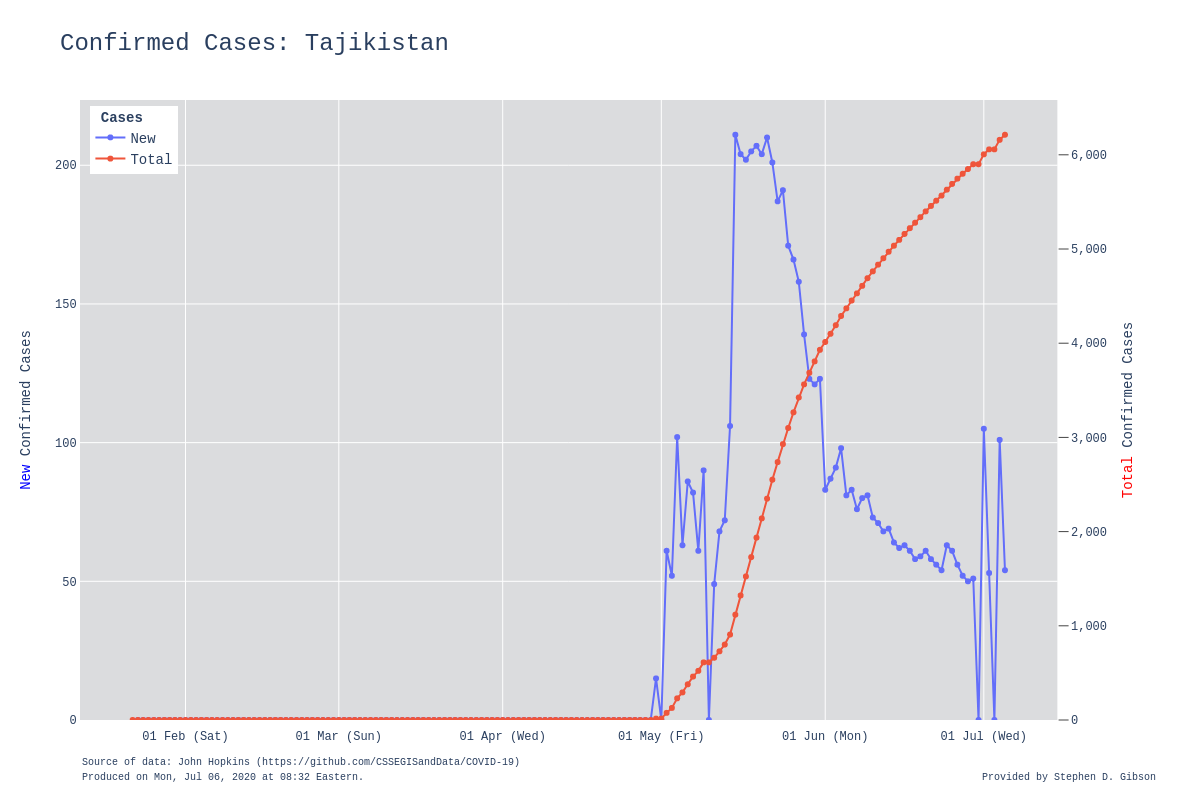 Confirmed Cases: Tajikistan
Cases
New
Total
200
150
100
50
0
6,000
5,000
4,000
3,000
2,000
1,000
0
New Confirmed Cases
Total Confirmed Cases
01 Feb (Sat)
01 Mar (Sun)
01 Apr (Wed)
01 May (Fri)
01 Jun (Mon)
01 Jul (Wed)
Source of data: John Hopkins (https://github.com/CSSEGISandData/COVID-19)
Produced on Mon, Jul 06, 2020 at 08:32 Eastern.
Provided by Stephen D. Gibson